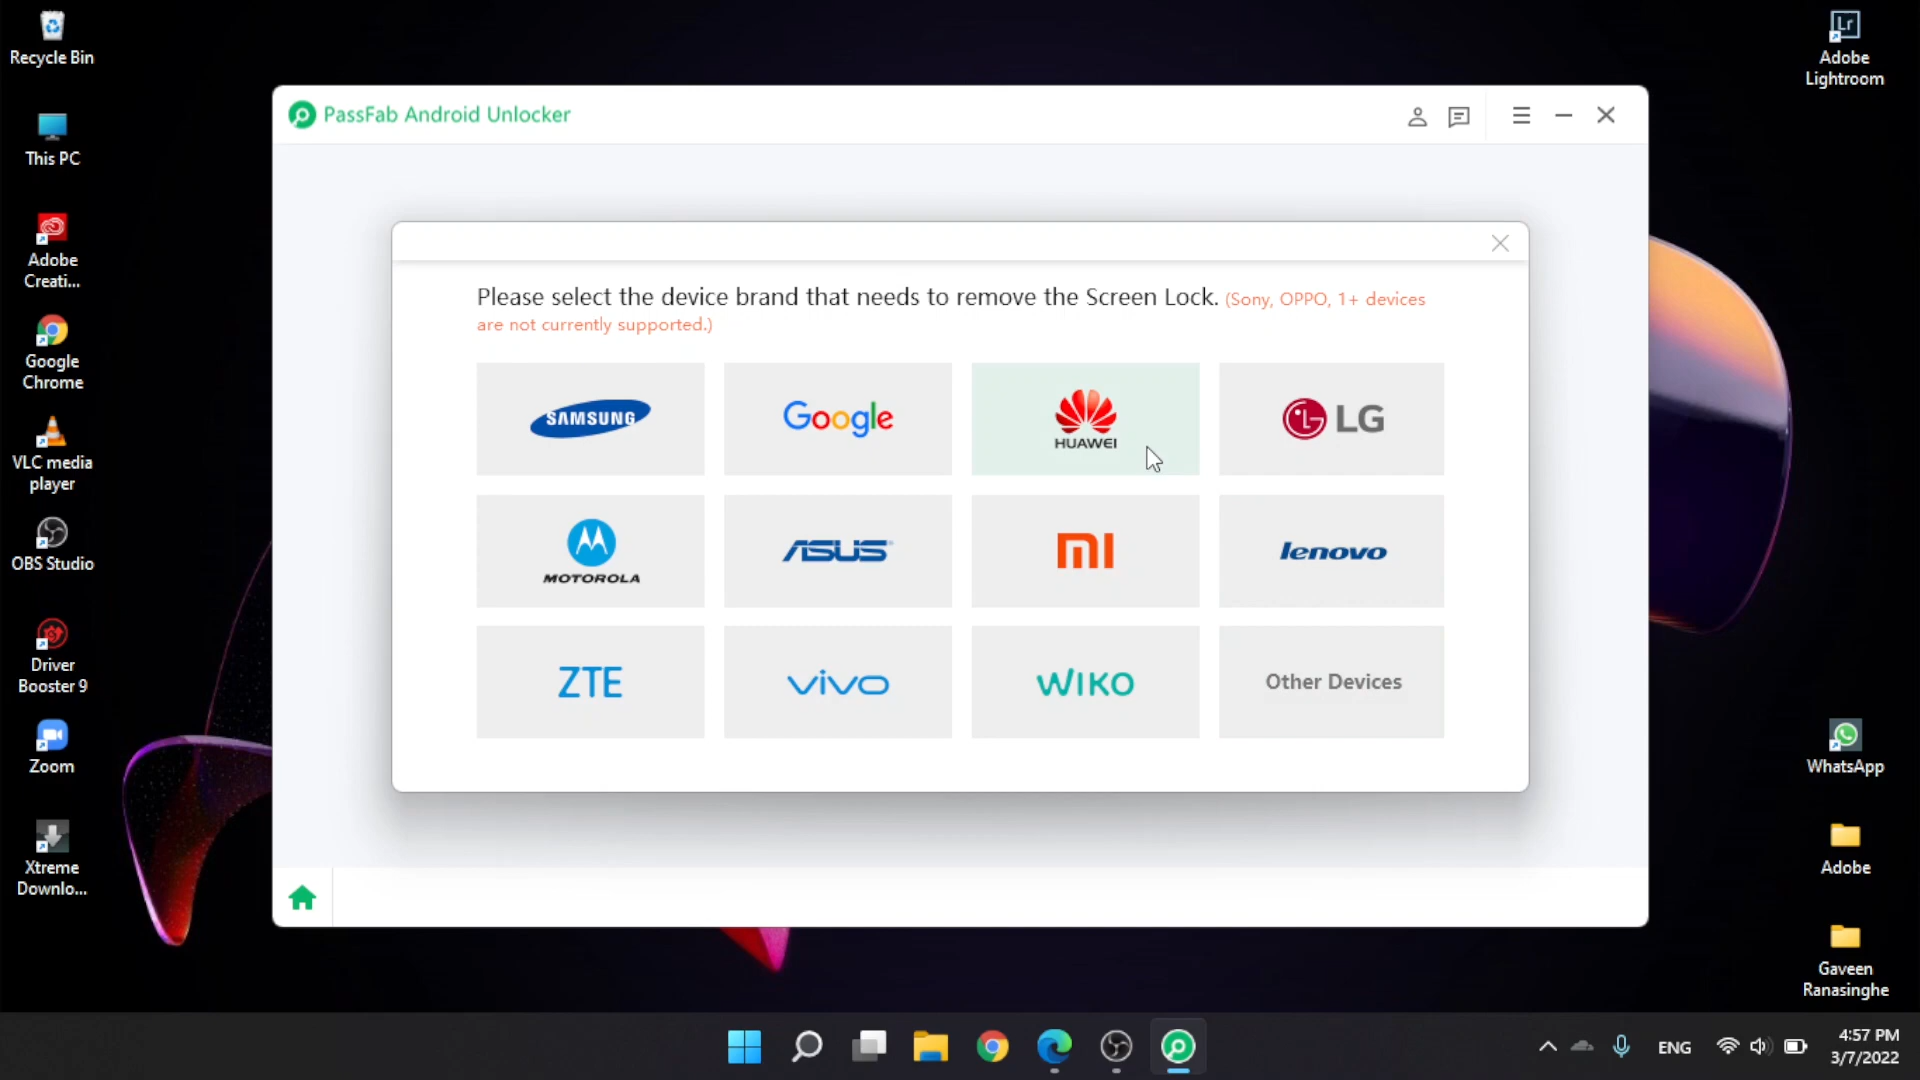 Recycle Bin
This PC
Adobe
Creati...
Google
Chrome
VLC media
player
OBS Studio
Driver
Booster 9
Zoom
Xtreme
Downlo...
PassFab Android Unlocker
Please select the device brand that needs to remove the Screen Lock. (Sony, OPPO, 1+ devices
are not currently supported.)
SAMSUNG
Google
HUAWEI
LG
MOTOROLA
ASUS
MI
lenovo
ZTE
vivo
WIKO
Other Devices
Lr
Adobe
Lightroom
WhatsApp
Adobe
Gaveen
Ranasinghe
ENG
4:57 PM
3/7/2022